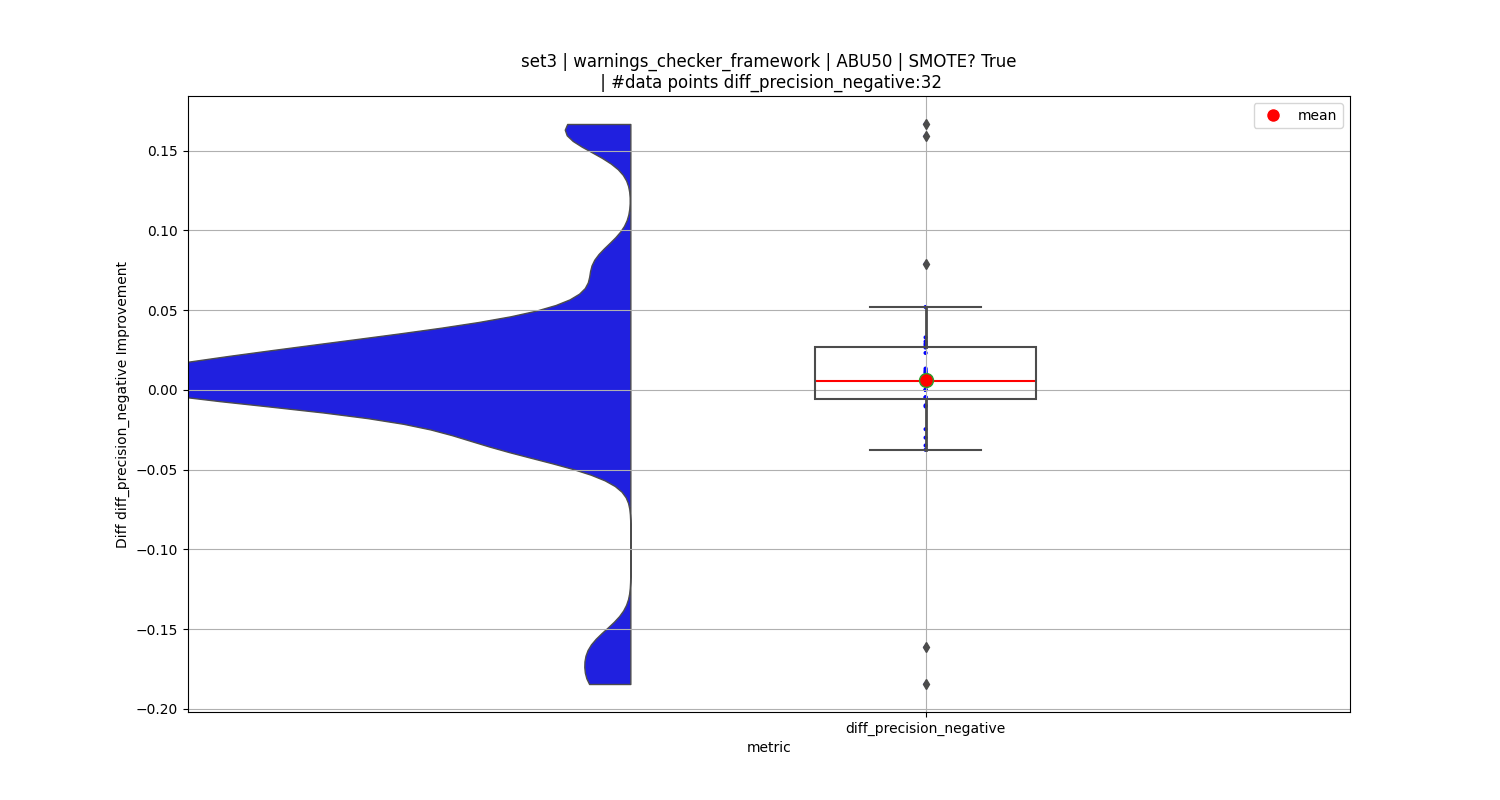 set3 | warnings_checker_framework | ABU50 | SMOTE? True
| #data points diff_precision_negative:32
mean
0.15
0.10
0.05
0.00
−0.05
−0.10
−0.15
−0.20
Diff diff_precision_negative Improvement
diff_precision_negative
metric